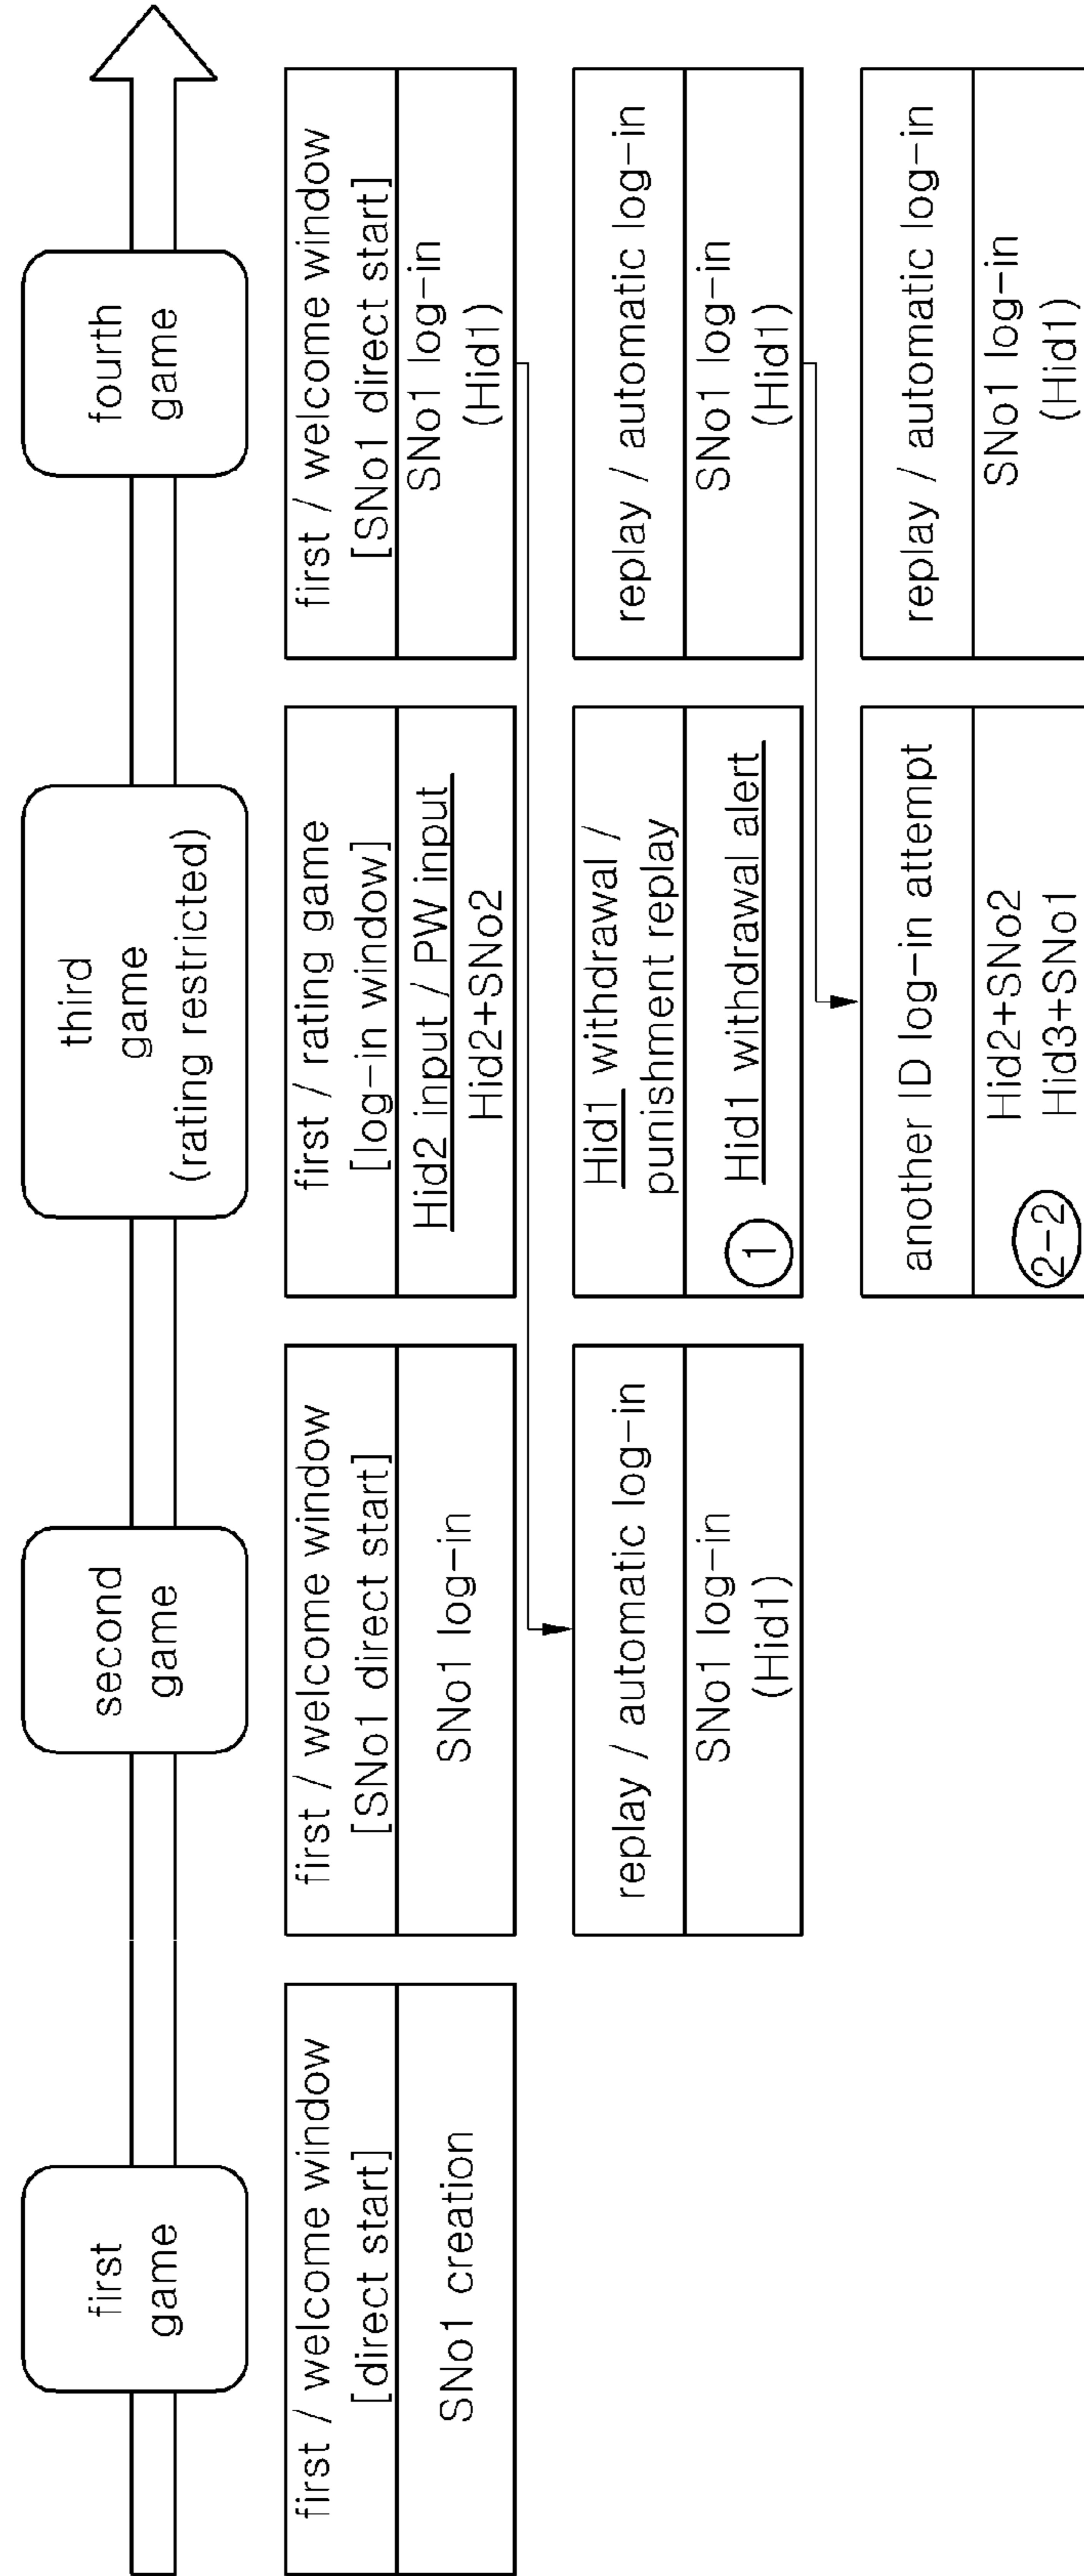 first
game
second
game
third
game
(rating restricted)
fourth
game
first / welcome window
[direct start]
SNo1 creation
first / welcome window
[SNo1 direct start]
SNo1 log-in
first / rating game
[log-in window]
Hid2 input / PW input
Hid2+SNo2
first / welcome window
[SNo1 direct start]
SNo1 log-in
(Hid1)
replay / automatic log-in
SNo1 log-in
(Hid1)
Hid1 withdrawal /
punishment replay
1 Hid1 withdrawal alert
replay / automatic log-in
SNo1 log-in
(Hid1)
another ID log-in attempt
Hid2+SNo2
2-2 Hid3+SNo1
replay / automatic log-in
SNo1 log-in
(Hid1)